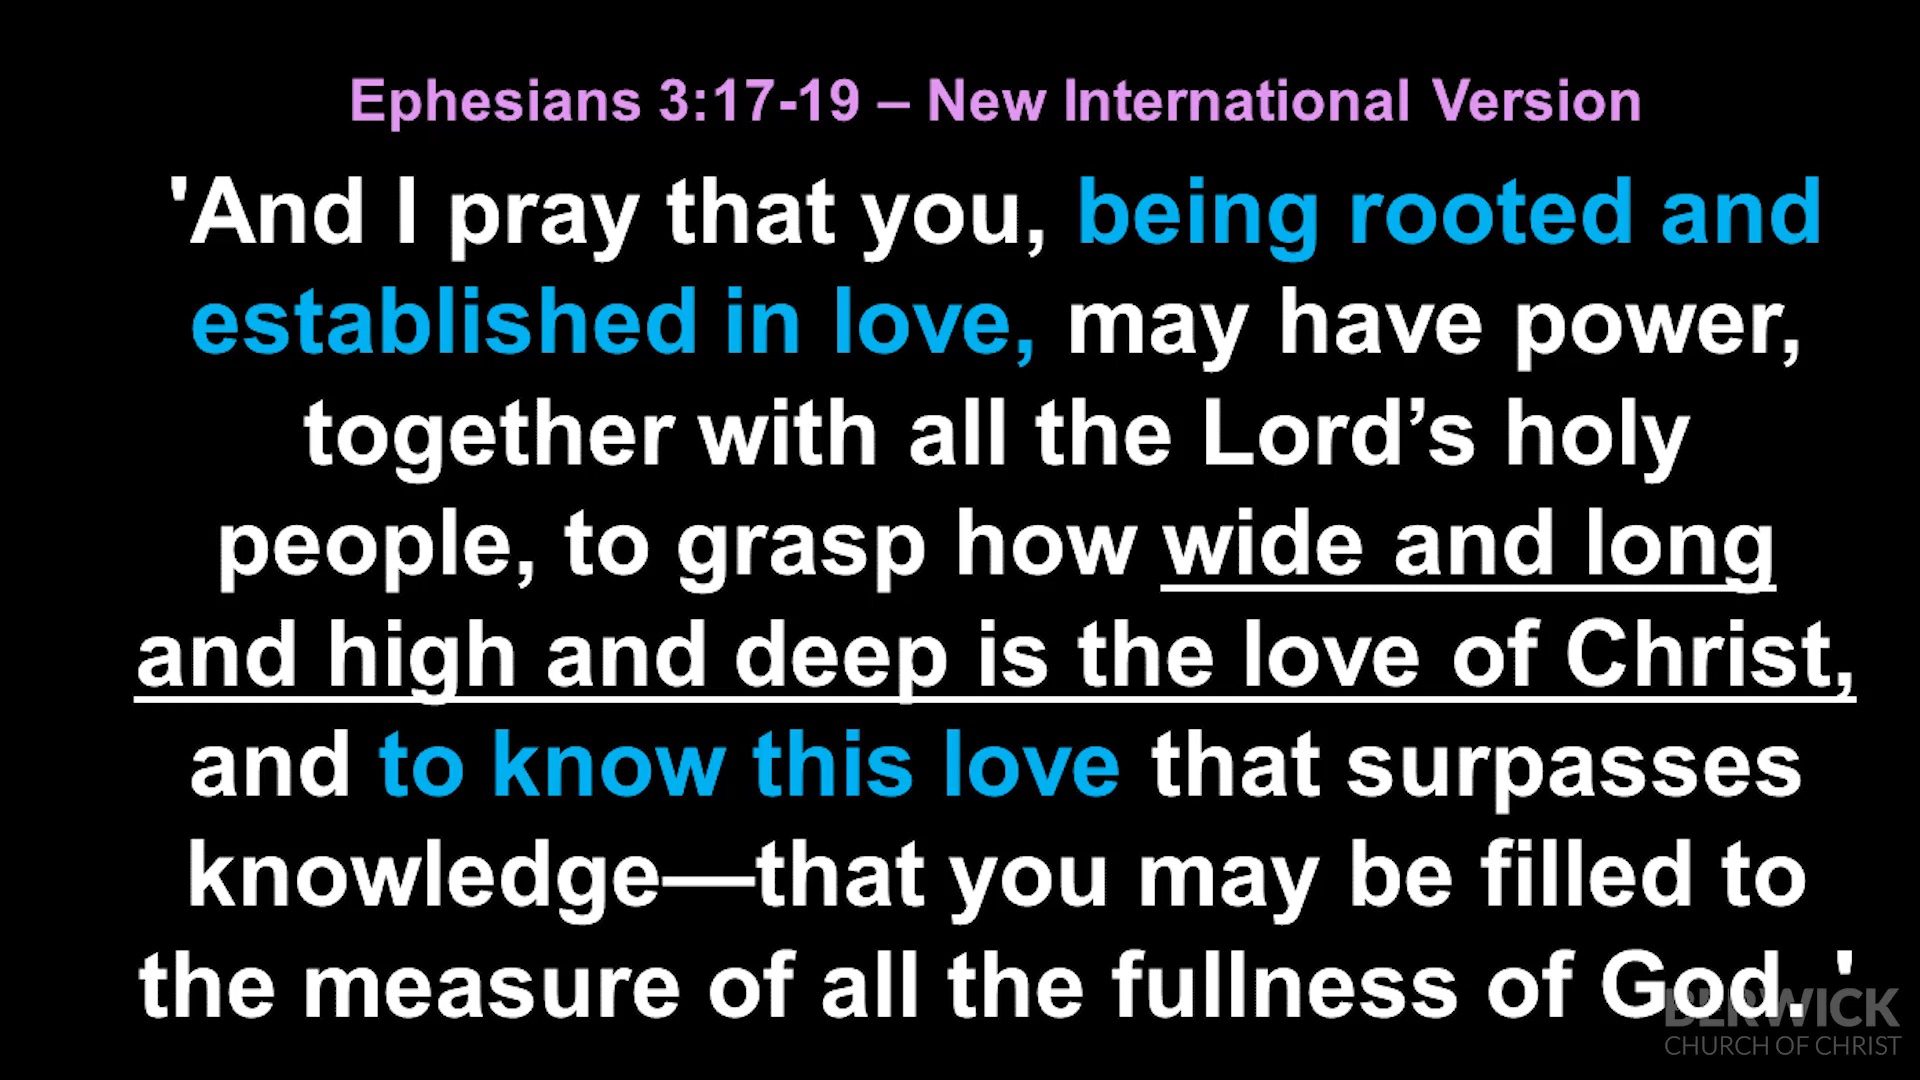 Ephesians 3:17-19 – New International Version
'And I pray that you, being rooted and
established in love, may have power,
together with all the Lord’s holy
people, to grasp how wide and long
and high and deep is the love of Christ,
and to know this love that surpasses
knowledge—that you may be filled to
the measure of all the fullness of God. '
BERWICK
CHURCH OF CHRIST